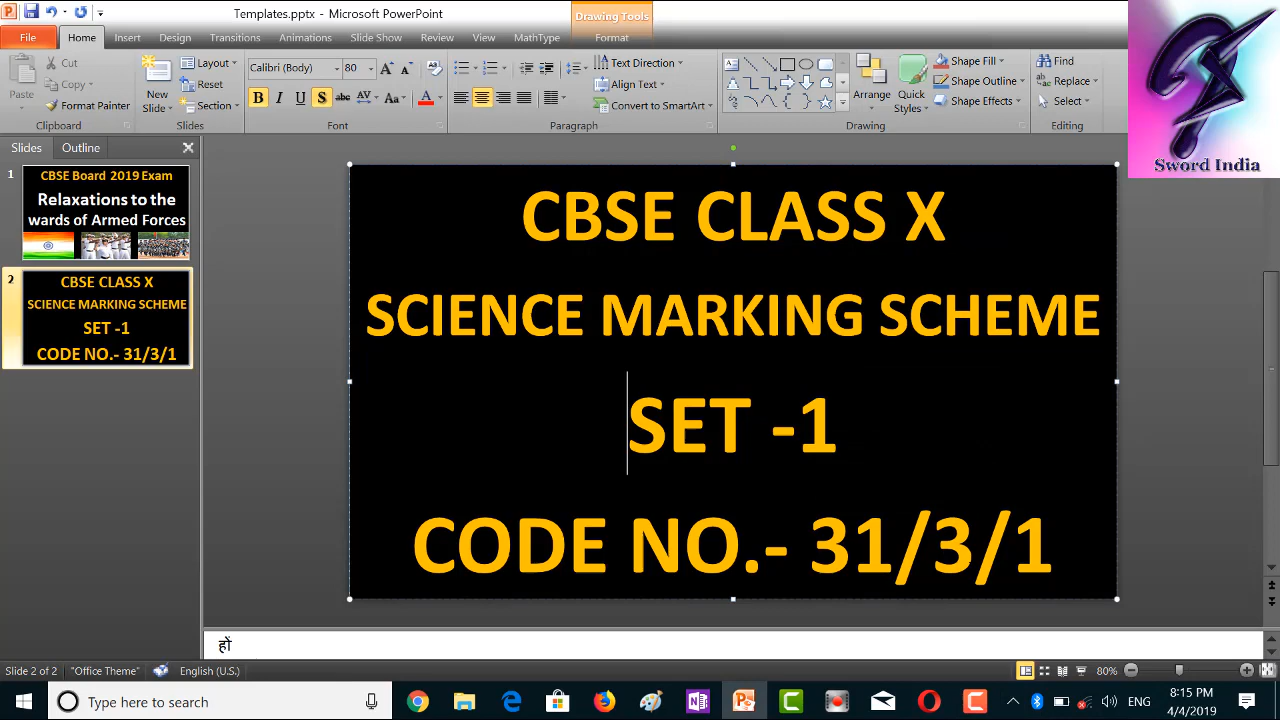 Templates.pptx - Microsoft PowerPoint
Drawing Tools
File Home Insert Design Transitions Animations Slide Show Review View MathType Format
Paste
Cut
Copy
Format Painter
Clipboard
New Slide
Layout
Reset
Section
Slides
Calibri (Body) 80
B I U S abc AV Aa A
Font
Text Direction
Align Text
Convert to SmartArt
Paragraph
Arrange
Quick Styles
Shape Fill
Shape Outline
Shape Effects
Drawing
Find
Replace
Select
Editing
Sword India
Slides Outline
1
CBSE Board 2019 Exam
Relaxations to the
wards of Armed Forces
2
CBSE CLASS X
SCIENCE MARKING SCHEME
SET -1
CODE NO.- 31/3/1
CBSE CLASS X
SCIENCE MARKING SCHEME
SET -1
CODE NO.- 31/3/1
हों
Slide 2 of 2 "Office Theme" English (U.S.) 80%
Type here to search
ENG
8:15 PM
4/4/2019